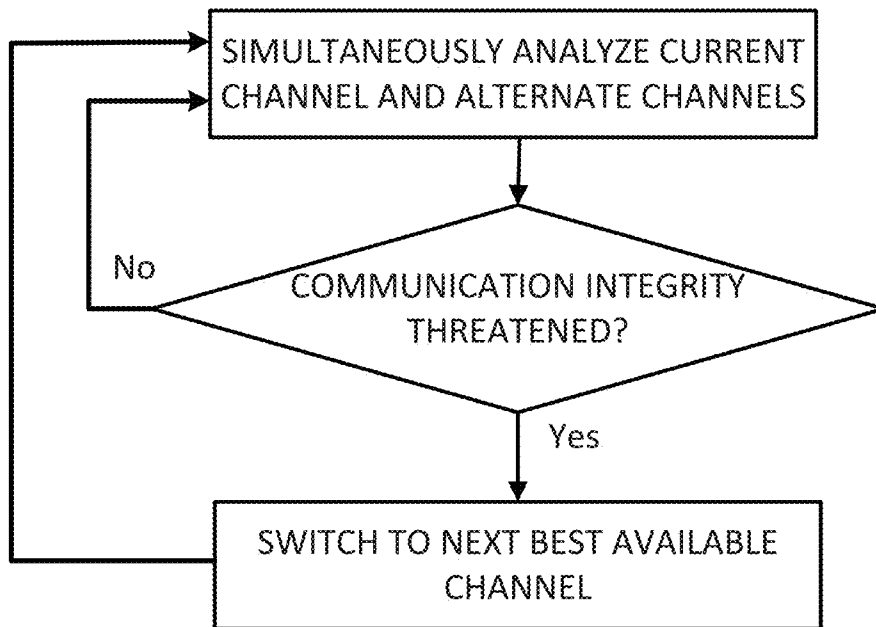 SIMULTANEOUSLY ANALYZE CURRENT
CHANNEL AND ALTERNATE CHANNELS
No
COMMUNICATION INTEGRITY
THREATENED?
Yes
SWITCH TO NEXT BEST AVAILABLE
CHANNEL